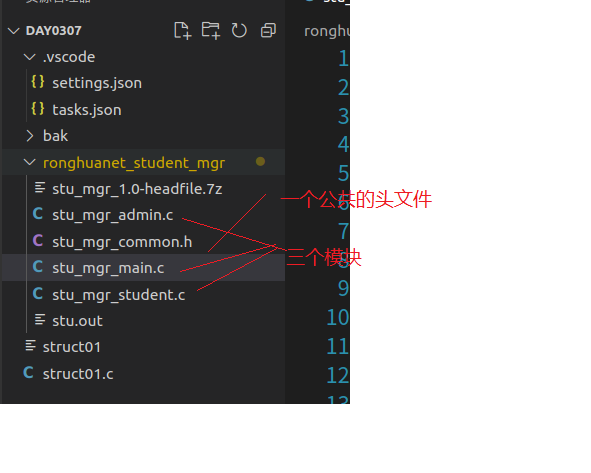 DAY0307
.vscode
settings.json
tasks.json
bak
ronghuanet_student_mgr
stu_mgr_1.0-headfile.7z
stu_mgr_admin.c
stu_mgr_common.h
stu_mgr_main.c
stu_mgr_student.c
stu.out
struct01
struct01.c
ronghu
1
2
3
4
5
6
7
8
9
10
11
12
13
一个公共的头文件
三个模块